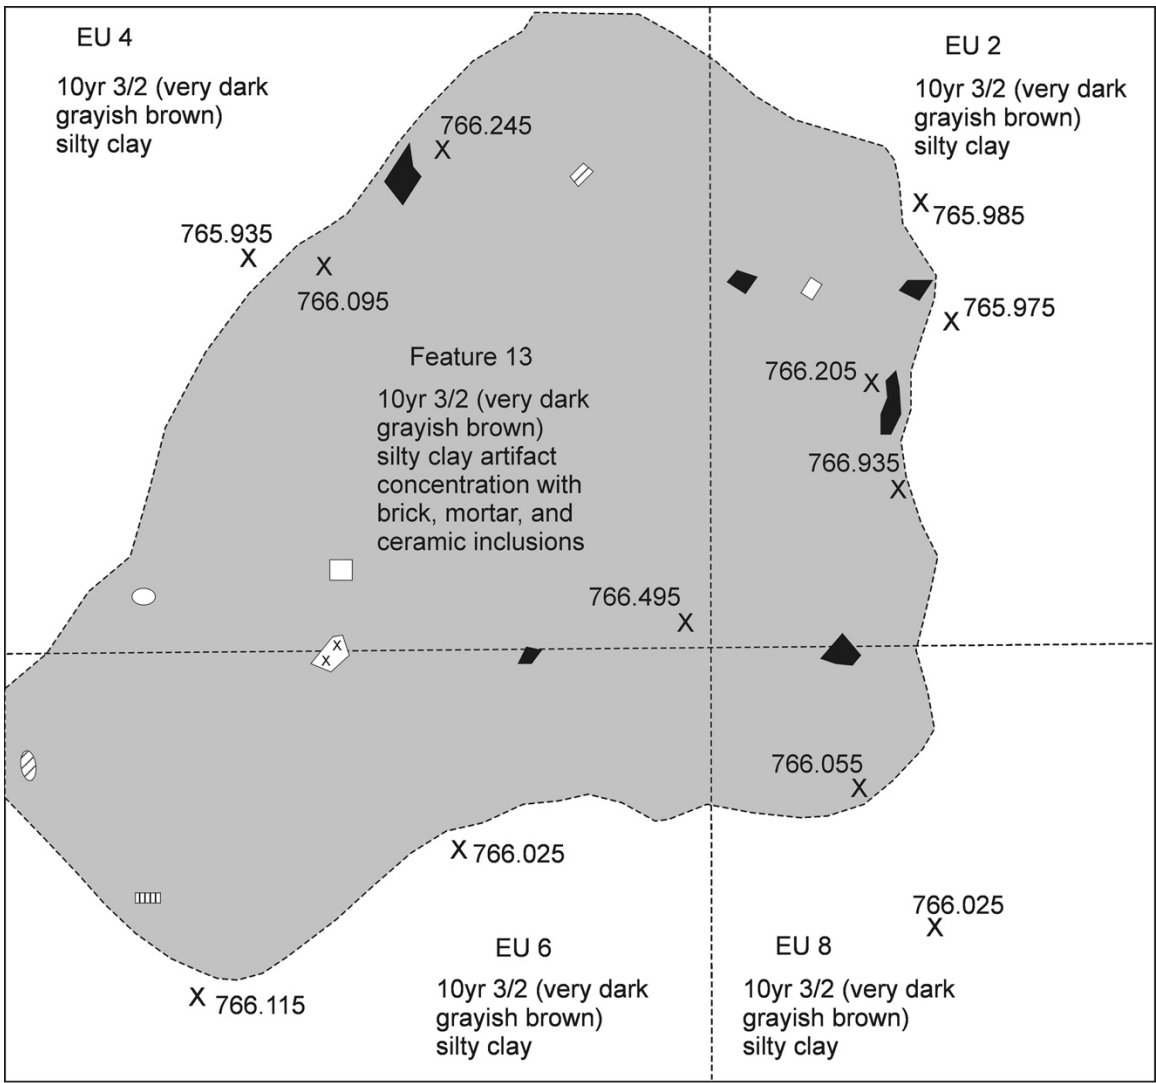 EU 4
10yr 3/2 (very dark
grayish brown)
silty clay
EU 2
10yr 3/2 (very dark
grayish brown)
silty clay
766.245
X
X
765.985
765.935
X
X
766.095
X
765.975
Feature 13
10yr 3/2 (very dark
grayish brown)
silty clay artifact
concentration with
brick, mortar, and
ceramic inclusions
766.205
X
766.935
X
766.495
X
x
x
766.055
X
X
766.025
766.025
X
EU 6
10yr 3/2 (very dark
grayish brown)
silty clay
EU 8
10yr 3/2 (very dark
grayish brown)
silty clay
X
766.115